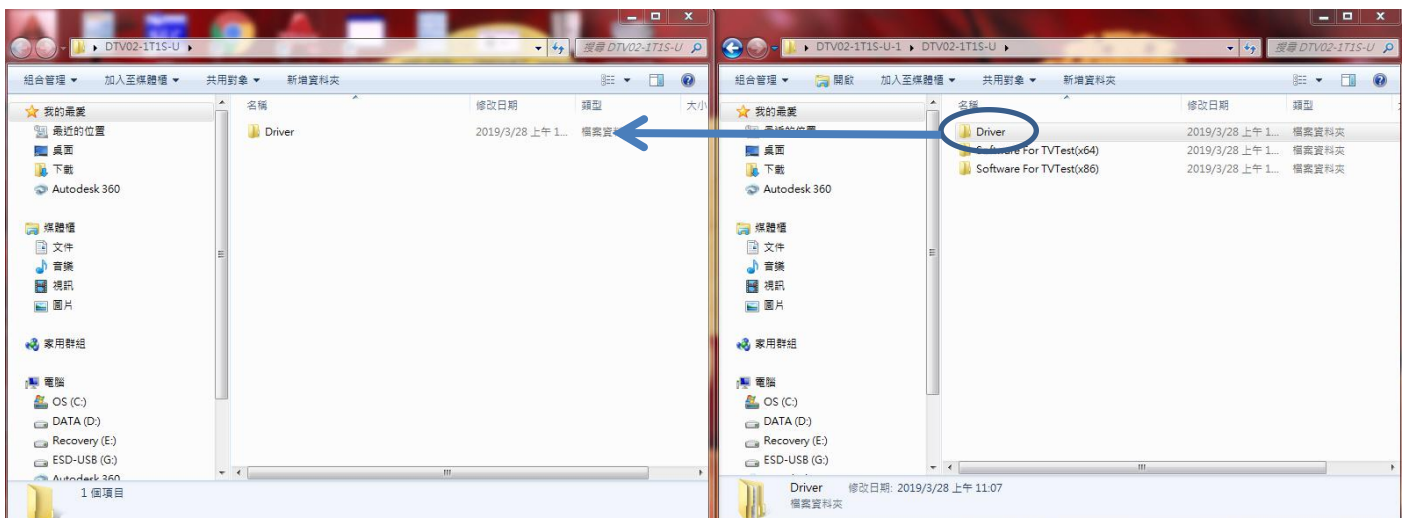 DTV02-1T1S-U
搜尋 DTV02-1T1S-U
組合管理 加入至媒體櫃 共用對象 新增資料夾
我的最愛
最近的位置
桌面
下載
Autodesk 360
媒體櫃
文件
音樂
視訊
圖片
家用群組
電腦
OS (C:)
DATA (D:)
Recovery (E:)
ESD-USB (G:)
Autodesk 360
名稱 修改日期 類型 大小
Driver 2019/3/28 上午 1... 檔案資料
1 個項目
DTV02-1T1S-U-1 DTV02-1T1S-U
搜尋 DTV02-1T1S-U
組合管理 開啟 加入至媒體櫃 共用對象 新增資料夾
我的最愛
最近的位置
桌面
下載
Autodesk 360
媒體櫃
文件
音樂
視訊
圖片
家用群組
電腦
OS (C:)
DATA (D:)
Recovery (E:)
ESD-USB (G:)
名稱 修改日期 類型
Driver 2019/3/28 上午 1... 檔案資料夾
Software For TVTest(x64) 2019/3/28 上午 1... 檔案資料夾
Software For TVTest(x86) 2019/3/28 上午 1... 檔案資料夾
Driver 修改日期: 2019/3/28 上午 11:07
檔案資料夾